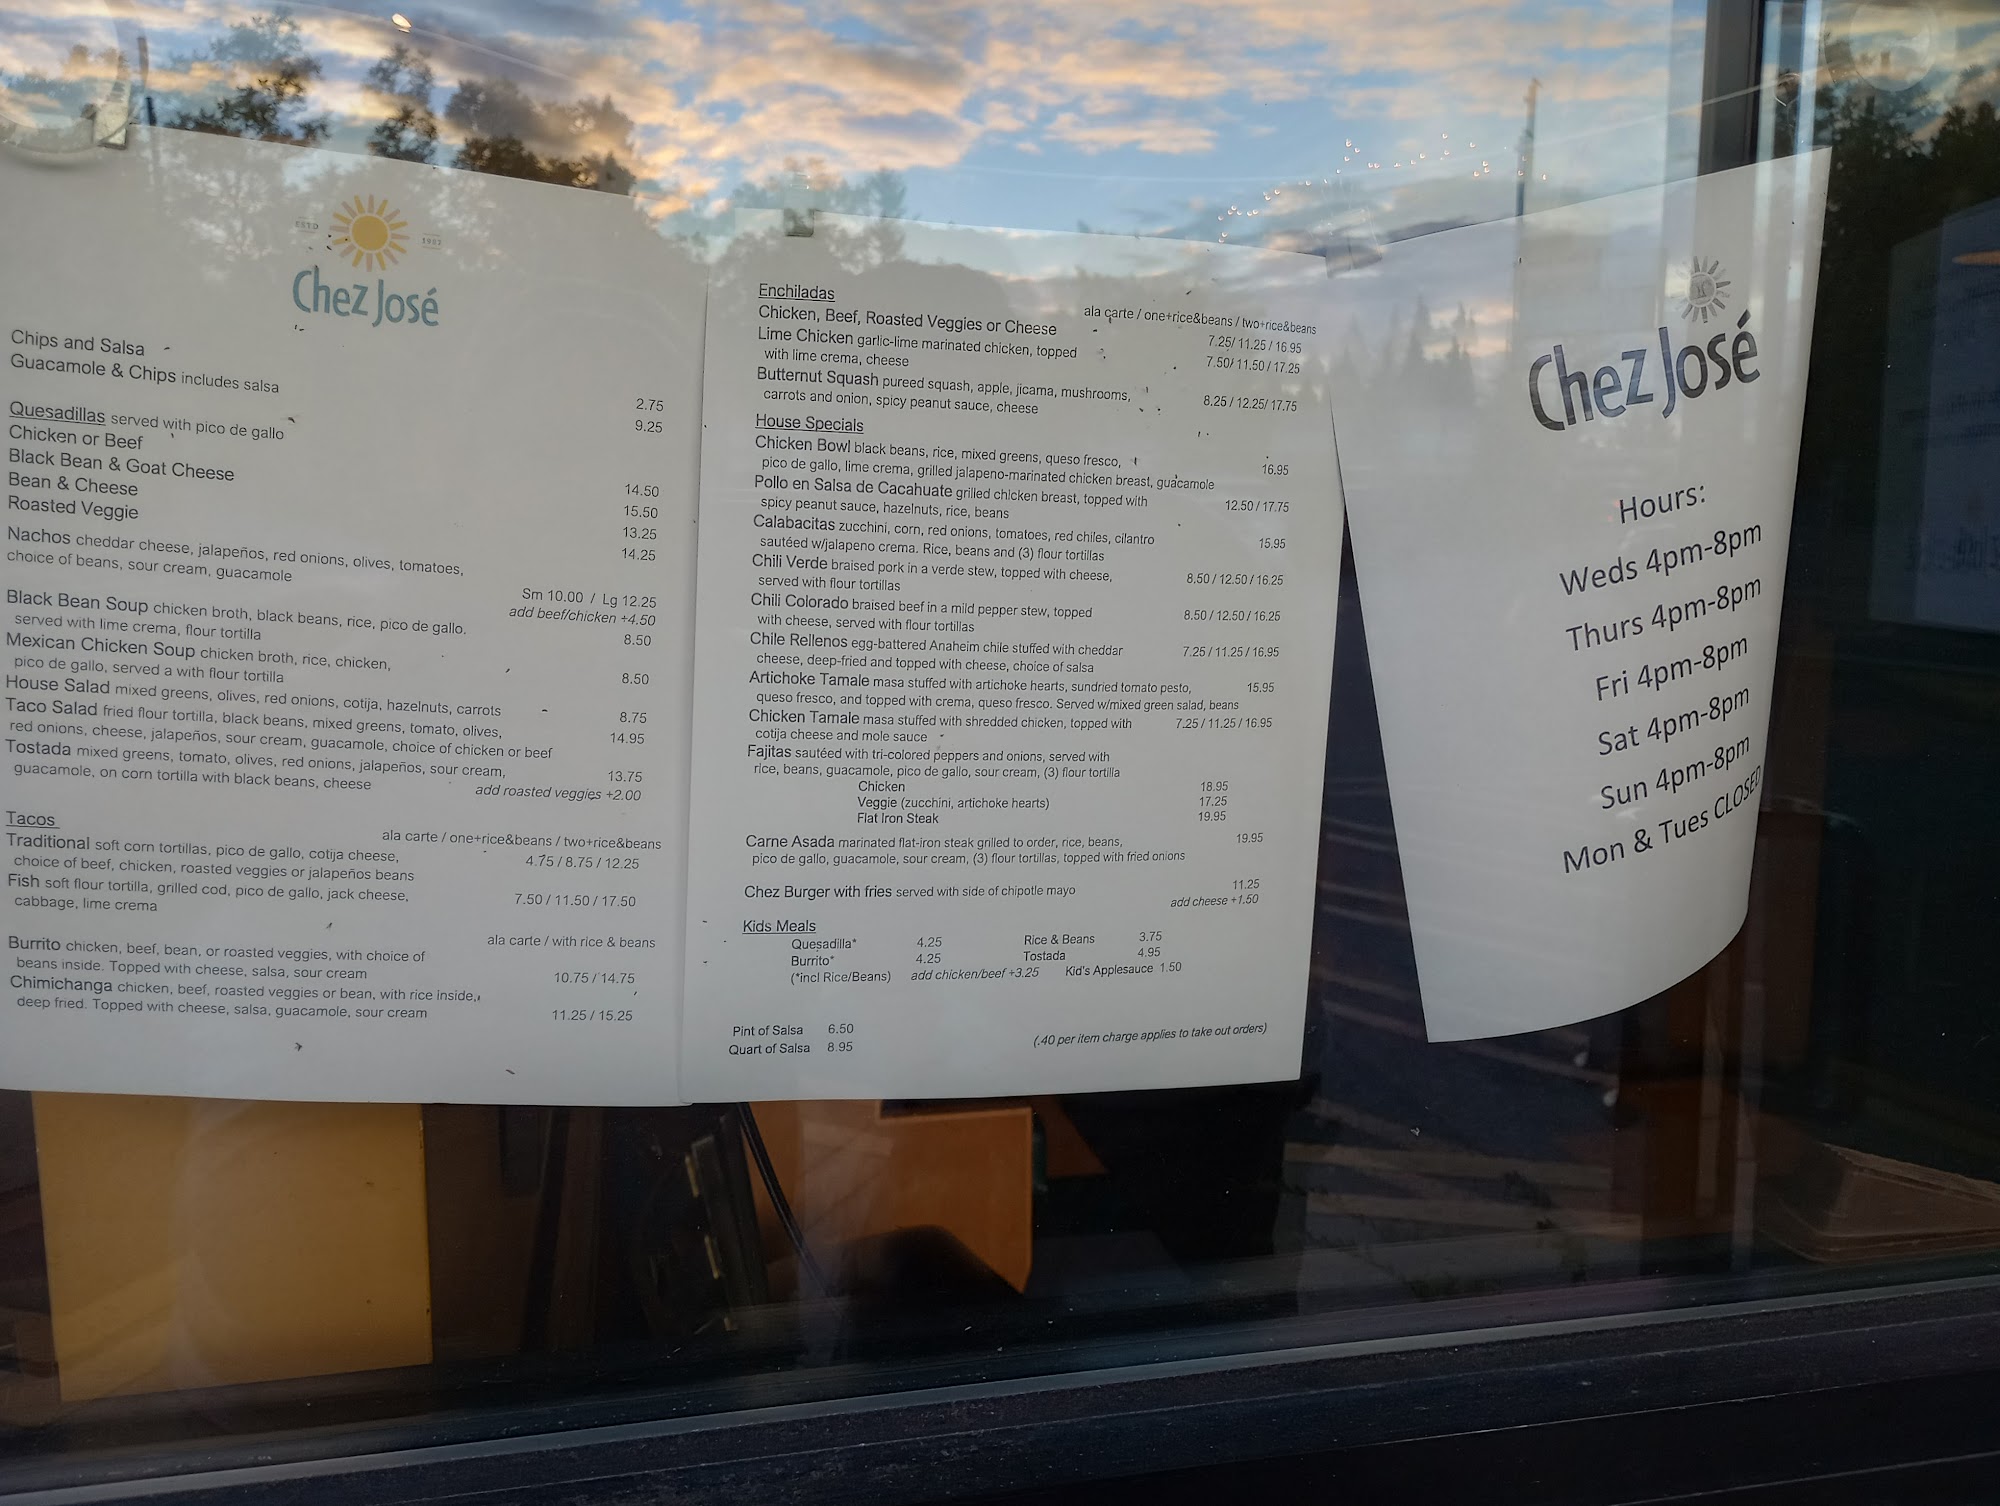 ESTD 1987
Chez José
Chips and Salsa 2.75
Guacamole & Chips includes salsa 9.25
Quesadillas served with pico de gallo
Chicken or Beef 14.50
Black Bean & Goat Cheese 15.50
Bean & Cheese 13.25
Roasted Veggie 14.25
Nachos cheddar cheese, jalapeños, red onions, olives, tomatoes,
choice of beans, sour cream, guacamole Sm 10.00 / Lg 12.25
add beef/chicken +4.50
Black Bean Soup chicken broth, black beans, rice, pico de gallo. 8.50
served with lime crema, flour tortilla
Mexican Chicken Soup chicken broth, rice, chicken, 8.50
pico de gallo, served a with flour tortilla
House Salad mixed greens, olives, red onions, cotija, hazelnuts, carrots 8.75
Taco Salad fried flour tortilla, black beans, mixed greens, tomato, olives, 14.95
red onions, cheese, jalapeños, sour cream, guacamole, choice of chicken or beef
Tostada mixed greens, tomato, olives, red onions, jalapeños, sour cream, 13.75
guacamole, on corn tortilla with black beans, cheese add roasted veggies +2.00
Tacos ala carte / one+rice&beans / two+rice&beans
Traditional soft corn tortillas, pico de gallo, cotija cheese, 4.75 / 8.75 / 12.25
choice of beef, chicken, roasted veggies or jalapeños beans
Fish soft flour tortilla, grilled cod, pico de gallo, jack cheese, 7.50 / 11.50 / 17.50
cabbage, lime crema
ala carte / with rice & beans
Burrito chicken, beef, bean, or roasted veggies, with choice of 10.75 / 14.75
beans inside. Topped with cheese, salsa, sour cream
Chimichanga chicken, beef, roasted veggies or bean, with rice inside, 11.25 / 15.25
deep fried. Topped with cheese, salsa, guacamole, sour cream
Enchiladas ala carte / one+rice&beans / two+rice&beans
Chicken, Beef, Roasted Veggies or Cheese 7.25/ 11.25 / 16.95
Lime Chicken garlic-lime marinated chicken, topped 7.50/ 11.50 / 17.25
with lime crema, cheese
Butternut Squash pureed squash, apple, jicama, mushrooms, 8.25 / 12.25/ 17.75
carrots and onion, spicy peanut sauce, cheese
House Specials
Chicken Bowl black beans, rice, mixed greens, queso fresco, 16.95
pico de gallo, lime crema, grilled jalapeno-marinated chicken breast, guacamole
Pollo en Salsa de Cacahuate grilled chicken breast, topped with 12.50 / 17.75
spicy peanut sauce, hazelnuts, rice, beans
Calabacitas zucchini, corn, red onions, tomatoes, red chiles, cilantro 15.95
sautéed w/jalapeno crema. Rice, beans and (3) flour tortillas
Chili Verde braised pork in a verde stew, topped with cheese, 8.50 / 12.50 / 16.25
served with flour tortillas
Chili Colorado braised beef in a mild pepper stew, topped 8.50 / 12.50 / 16.25
with cheese, served with flour tortillas
Chile Rellenos egg-battered Anaheim chile stuffed with cheddar 7.25 / 11.25 / 16.95
cheese, deep-fried and topped with cheese, choice of salsa
Artichoke Tamale masa stuffed with artichoke hearts, sundried tomato pesto, 15.95
queso fresco, and topped with crema, queso fresco. Served w/mixed green salad, beans
Chicken Tamale masa stuffed with shredded chicken, topped with 7.25 / 11.25 / 16.95
cotija cheese and mole sauce
Fajitas sautéed with tri-colored peppers and onions, served with
rice, beans, guacamole, pico de gallo, sour cream, (3) flour tortilla
Chicken 18.95
Veggie (zucchini, artichoke hearts) 17.25
Flat Iron Steak 19.95
Carne Asada marinated flat-iron steak grilled to order, rice, beans, 19.95
pico de gallo, guacamole, sour cream, (3) flour tortillas, topped with fried onions
Chez Burger with fries served with side of chipotle mayo 11.25
add cheese +1.50
Kids Meals
Quesadilla* 4.25 Rice & Beans 3.75
Burrito* 4.25 Tostada 4.95
(*incl Rice/Beans) add chicken/beef +3.25 Kid's Applesauce 1.50
Pint of Salsa 6.50
Quart of Salsa 8.95 (.40 per item charge applies to take out orders)
Chez José
Hours:
Weds 4pm-8pm
Thurs 4pm-8pm
Fri 4pm-8pm
Sat 4pm-8pm
Sun 4pm-8pm
Mon & Tues CLOSED